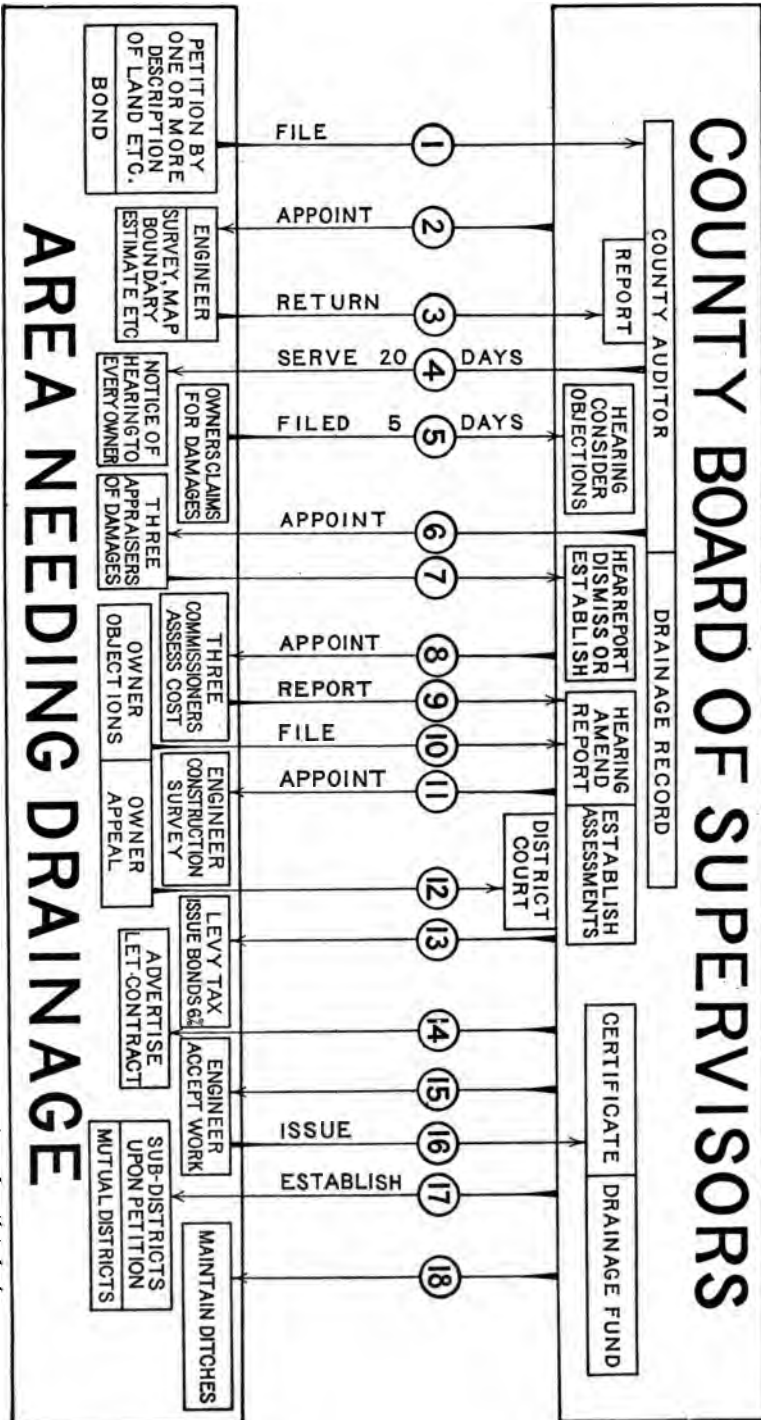 COUNTY BOARD OF SUPERVISORS
COUNTY AUDITOR
DRAINAGE RECORD
REPORT
HEARING
CONSIDER
OBJECTIONS
HEAR REPORT
DISMISS OR
ESTABLISH
HEARING
AMEND
REPORT
ESTABLISH
ASSESSMENTS
DISTRICT
COURT
CERTIFICATE
DRAINAGE FUND
FILE 1
APPOINT 2
RETURN 3
SERVE 20 4 DAYS
FILED 5 5 DAYS
APPOINT 6
7
APPOINT 8
REPORT 9
FILE 10
APPOINT 11
12
13
14
15
ISSUE 16
ESTABLISH 17
18
PETITION BY
ONE OR MORE
DESCRIPTION
OF LAND ETC.
BOND
ENGINEER
SURVEY, MAP
BOUNDARY
ESTIMATE ETC
NOTICE OF
HEARING TO
EVERY OWNER
OWNERS CLAIMS
FOR DAMAGES
THREE
APPRAISERS
OF DAMAGES
THREE
COMMISSIONERS
ASSESS COST
OWNER
OBJECTIONS
OWNER
APPEAL
ENGINEER
CONSTRUCTION
SURVEY
LEVY TAX
ISSUE BONDS 6%
ADVERTISE
LET CONTRACT
ENGINEER
ACCEPT WORK
SUB-DISTRICTS
UPON PETITION
MUTUAL DISTRICTS
MAINTAIN DITCHES
AREA NEEDING DRAINAGE